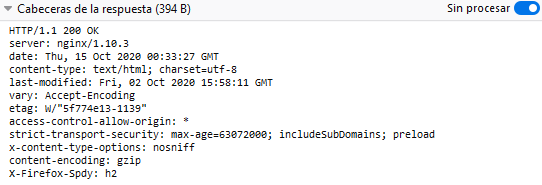 Cabeceras de la respuesta (394 B) Sin procesar
HTTP/1.1 200 OK
server: nginx/1.10.3
date: Thu, 15 Oct 2020 00:33:27 GMT
content-type: text/html; charset=utf-8
last-modified: Fri, 02 Oct 2020 15:58:11 GMT
vary: Accept-Encoding
etag: W/"5f774e13-1139"
access-control-allow-origin: *
strict-transport-security: max-age=63072000; includeSubDomains; preload
x-content-type-options: nosniff
content-encoding: gzip
X-Firefox-Spdy: h2